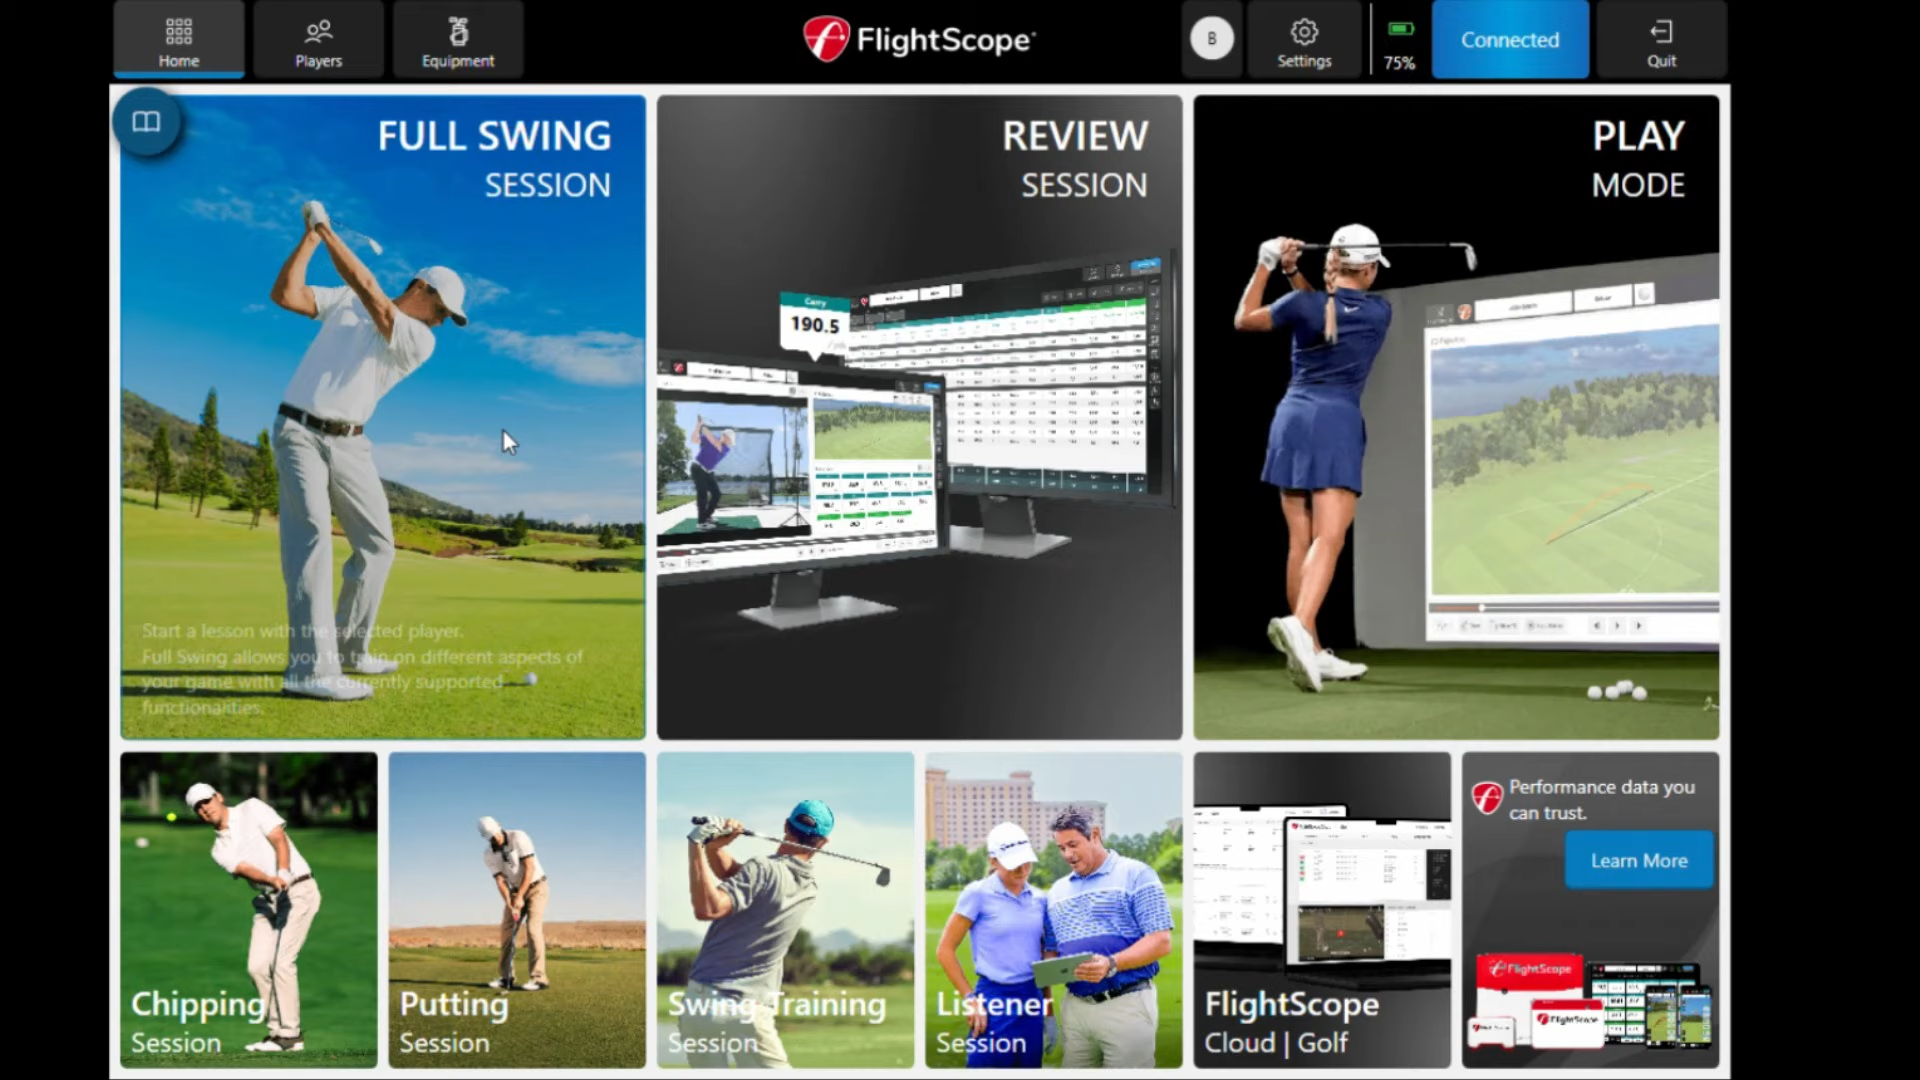 Home
Players
Equipment
FlightScope
B
Settings
75%
Connected
Quit
FULL SWING
SESSION
Start a lesson with the selected player.
Full Swing allows you to train on different aspects of
your game with all the currently supported
functionalities.
REVIEW
SESSION
Carry
190.5
PLAY
MODE
Chipping
Session
Putting
Session
Swing Training
Session
Listener
Session
FlightScope
Cloud | Golf
Performance data you
can trust.
Learn More
FlightScope
FlightScope